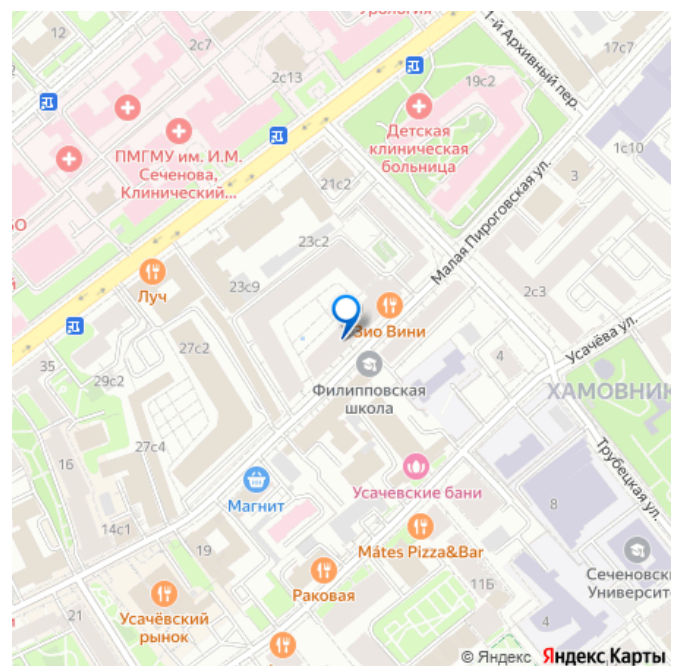 Урология
12
2с7
2с13
1-й Архивный пер.
17с7
19с2
Детская
клиническая
больница
ПМГМУ им. И.М.
Сеченова,
Клинический...
1с10
3
21с2
Малая Пироговская ул.
23с2
23с9
Луч
2с3
Зио Вини
Усачёва ул.
27с2
35
29с2
4
Филипповская
школа
ХАМОВНИК
27с4
16
Усачевские бани
Трубецкая ул.
Магнит
14с1
8
19
Mátes Pizza&Bar
Раковая
11Б
Сеченовски
Университе
Усачёвский
рынок
21
4
© Яндекс Яндекс Карты